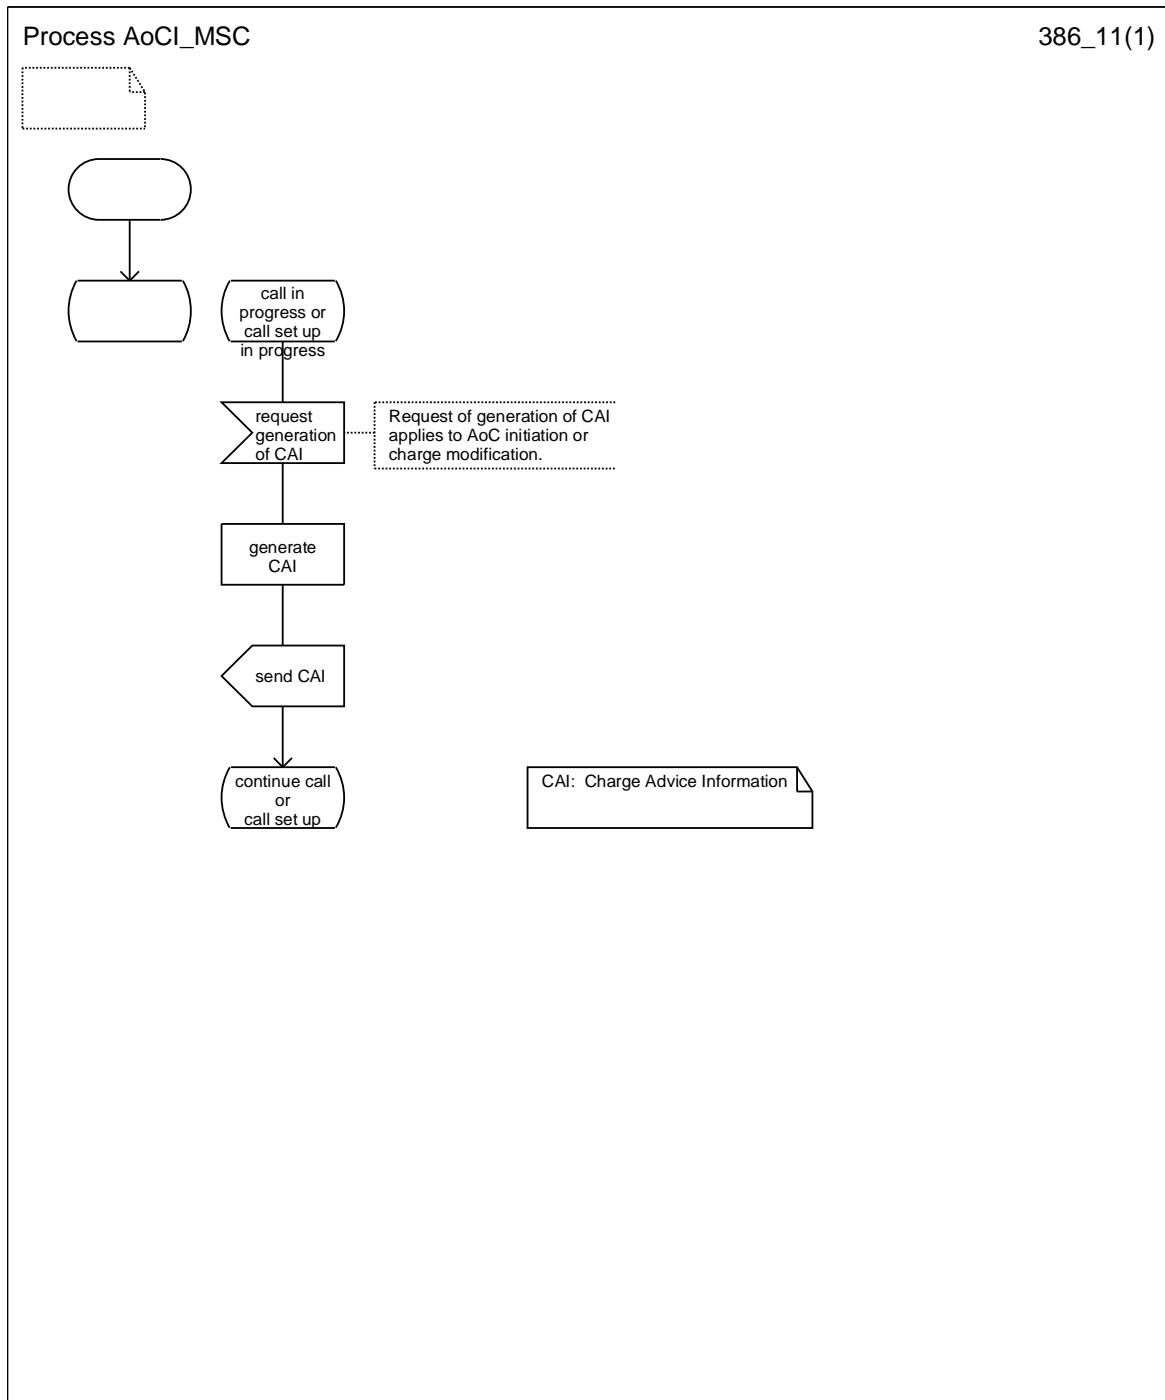 Process AoCI_MSC
386_11(1)
call in
progress or
call set up
in progress
request
generation
of CAI
Request of generation of CAI
applies to AoC initiation or
charge modification.
generate
CAI
send CAI
continue call
or
call set up
CAI:  Charge Advice Information